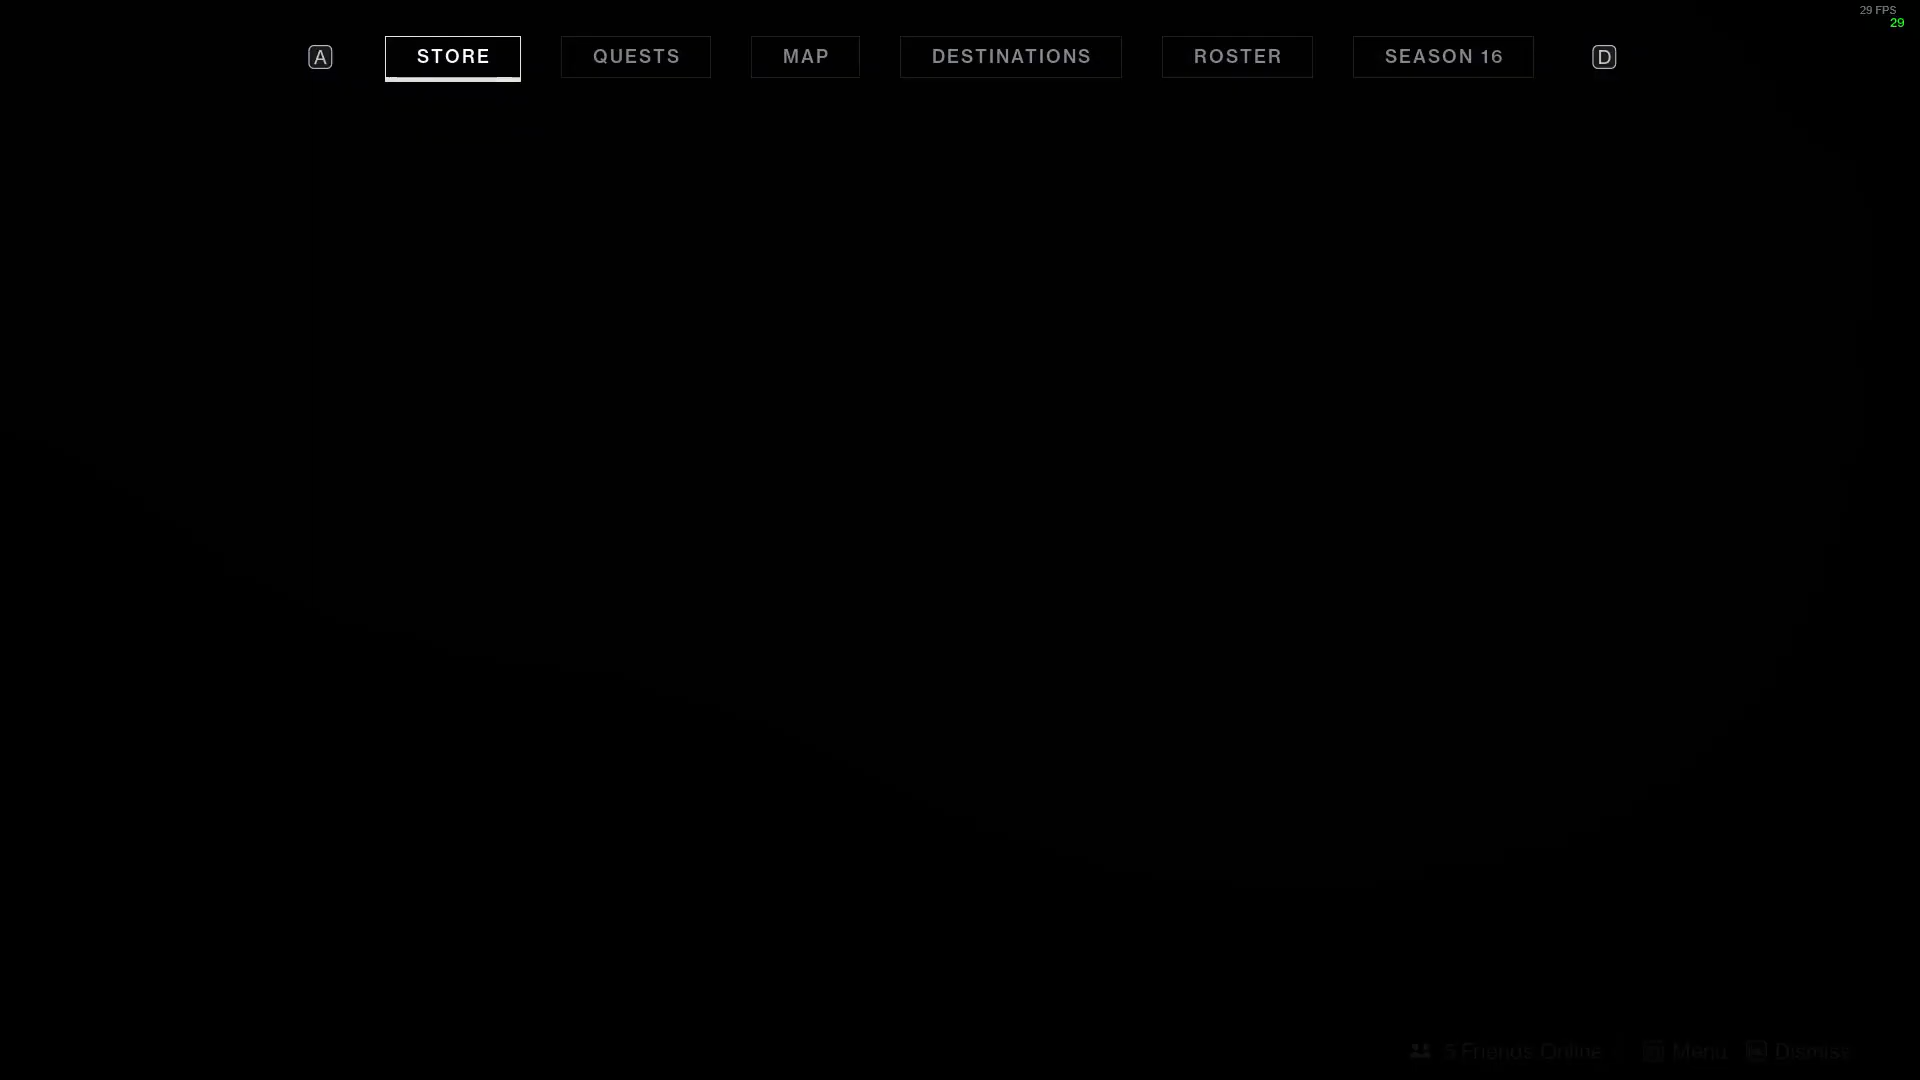 29 FPS
29
A STORE QUESTS MAP DESTINATIONS ROSTER SEASON 16 D
5 Friends Online Menu Dismiss